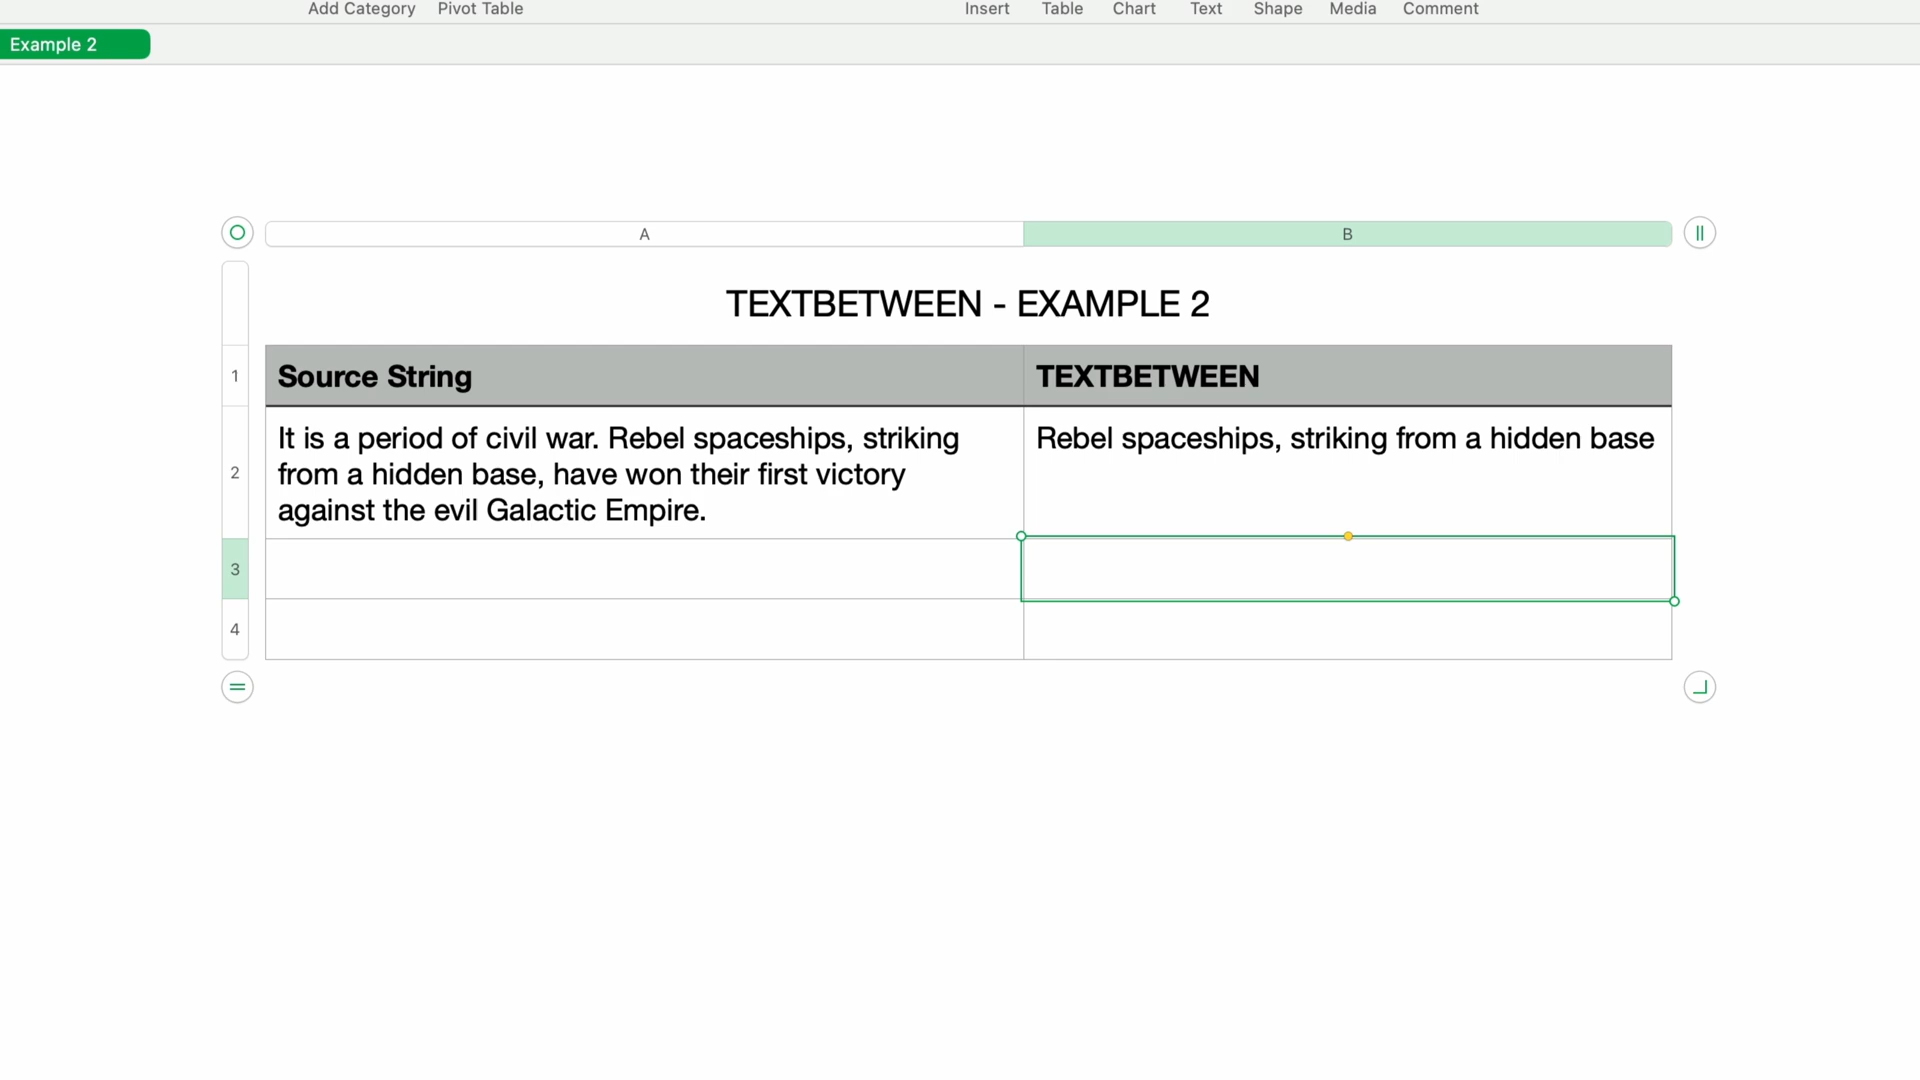 Add Category Pivot Table Insert Table Chart Text Shape Media Comment
Example 2
A B
TEXTBETWEEN - EXAMPLE 2
1 Source String TEXTBETWEEN
2 It is a period of civil war. Rebel spaceships, striking
from a hidden base, have won their first victory
against the evil Galactic Empire.
Rebel spaceships, striking from a hidden base
3
4